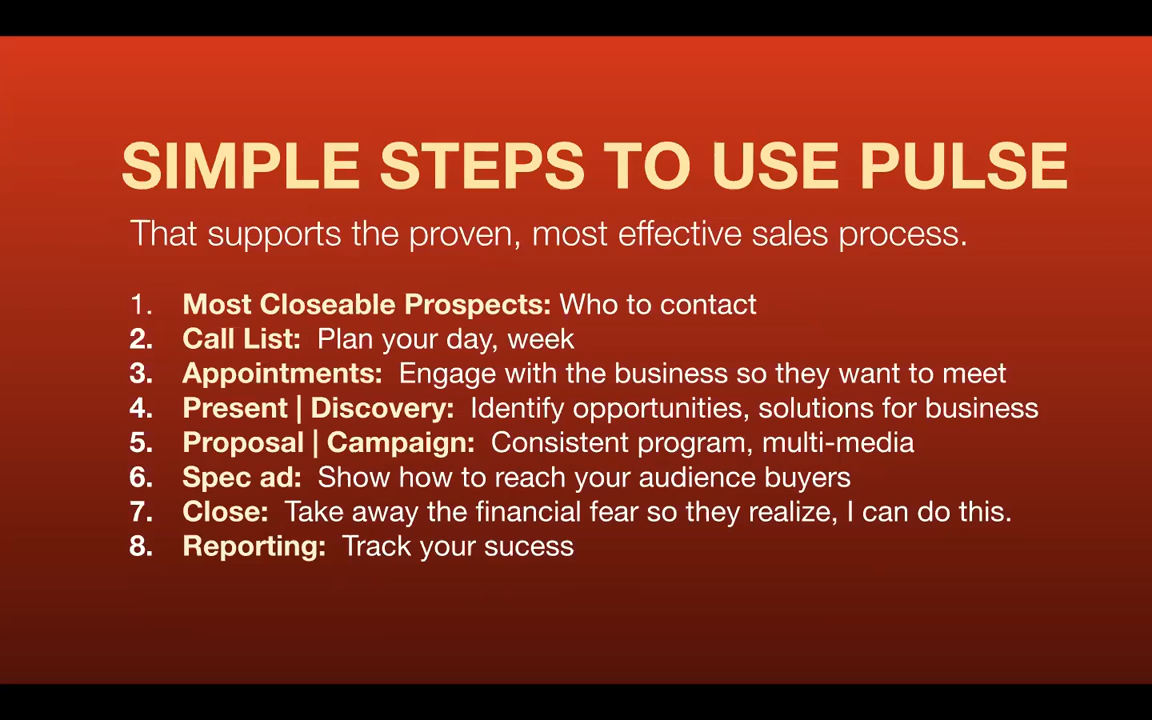 SIMPLE STEPS TO USE PULSE
That supports the proven, most effective sales process.
1. Most Closeable Prospects: Who to contact
2. Call List: Plan your day, week
3. Appointments: Engage with the business so they want to meet
4. Present | Discovery: Identify opportunities, solutions for business
5. Proposal | Campaign: Consistent program, multi-media
6. Spec ad: Show how to reach your audience buyers
7. Close: Take away the financial fear so they realize, I can do this.
8. Reporting: Track your sucess